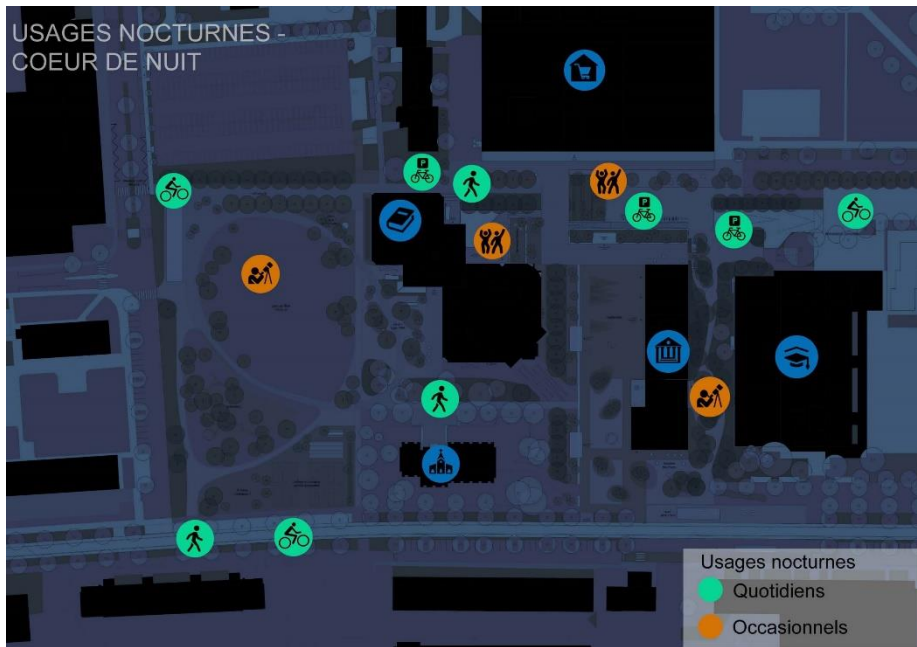 USAGES NOCTURNES -
COEUR DE NUIT
P
P
P
Usages nocturnes
Quotidiens
Occasionnels